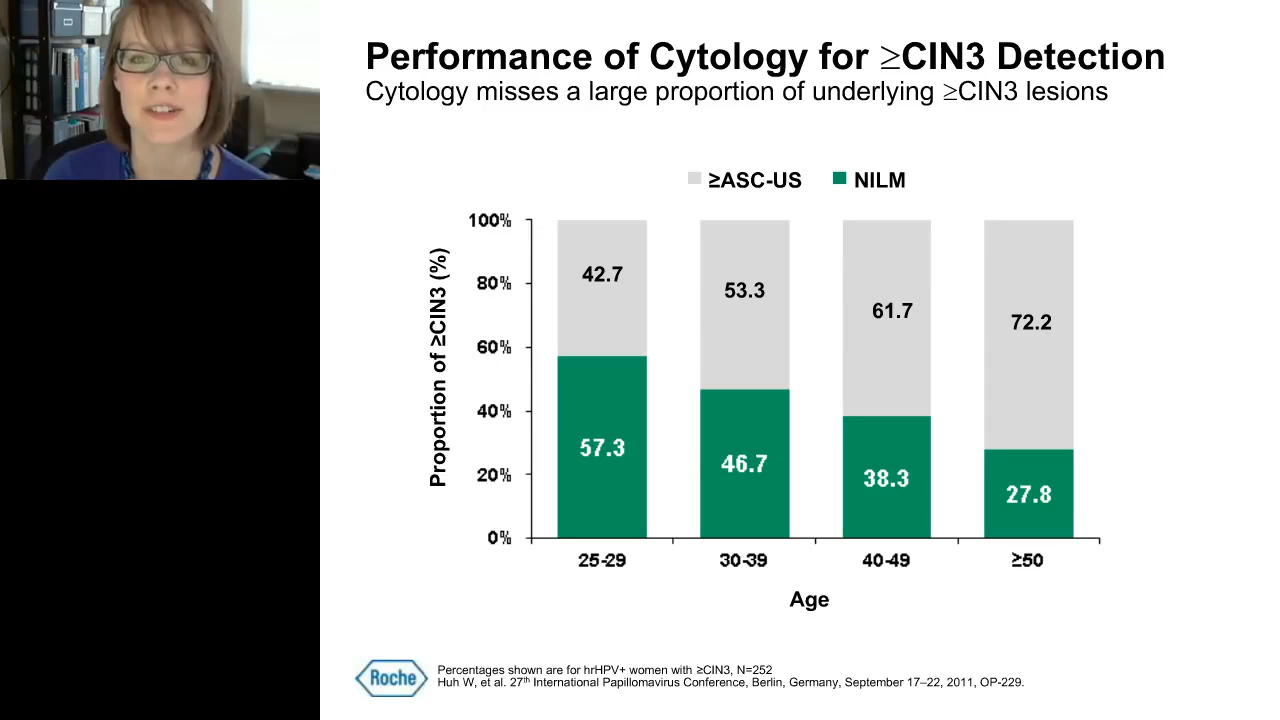 Performance of Cytology for ≥CIN3 Detection
Cytology misses a large proportion of underlying ≥CIN3 lesions
≥ASC-US NILM
Proportion of ≥CIN3 (%)
100%
80%
60%
40%
20%
0%
42.7 53.3 61.7 72.2
57.3 46.7 38.3 27.8
25-29 30-39 40-49 ≥50
Age
Roche
Percentages shown are for hrHPV+ women with ≥CIN3, N=252
Huh W, et al. 27th International Papillomavirus Conference, Berlin, Germany, September 17–22, 2011, OP-229.